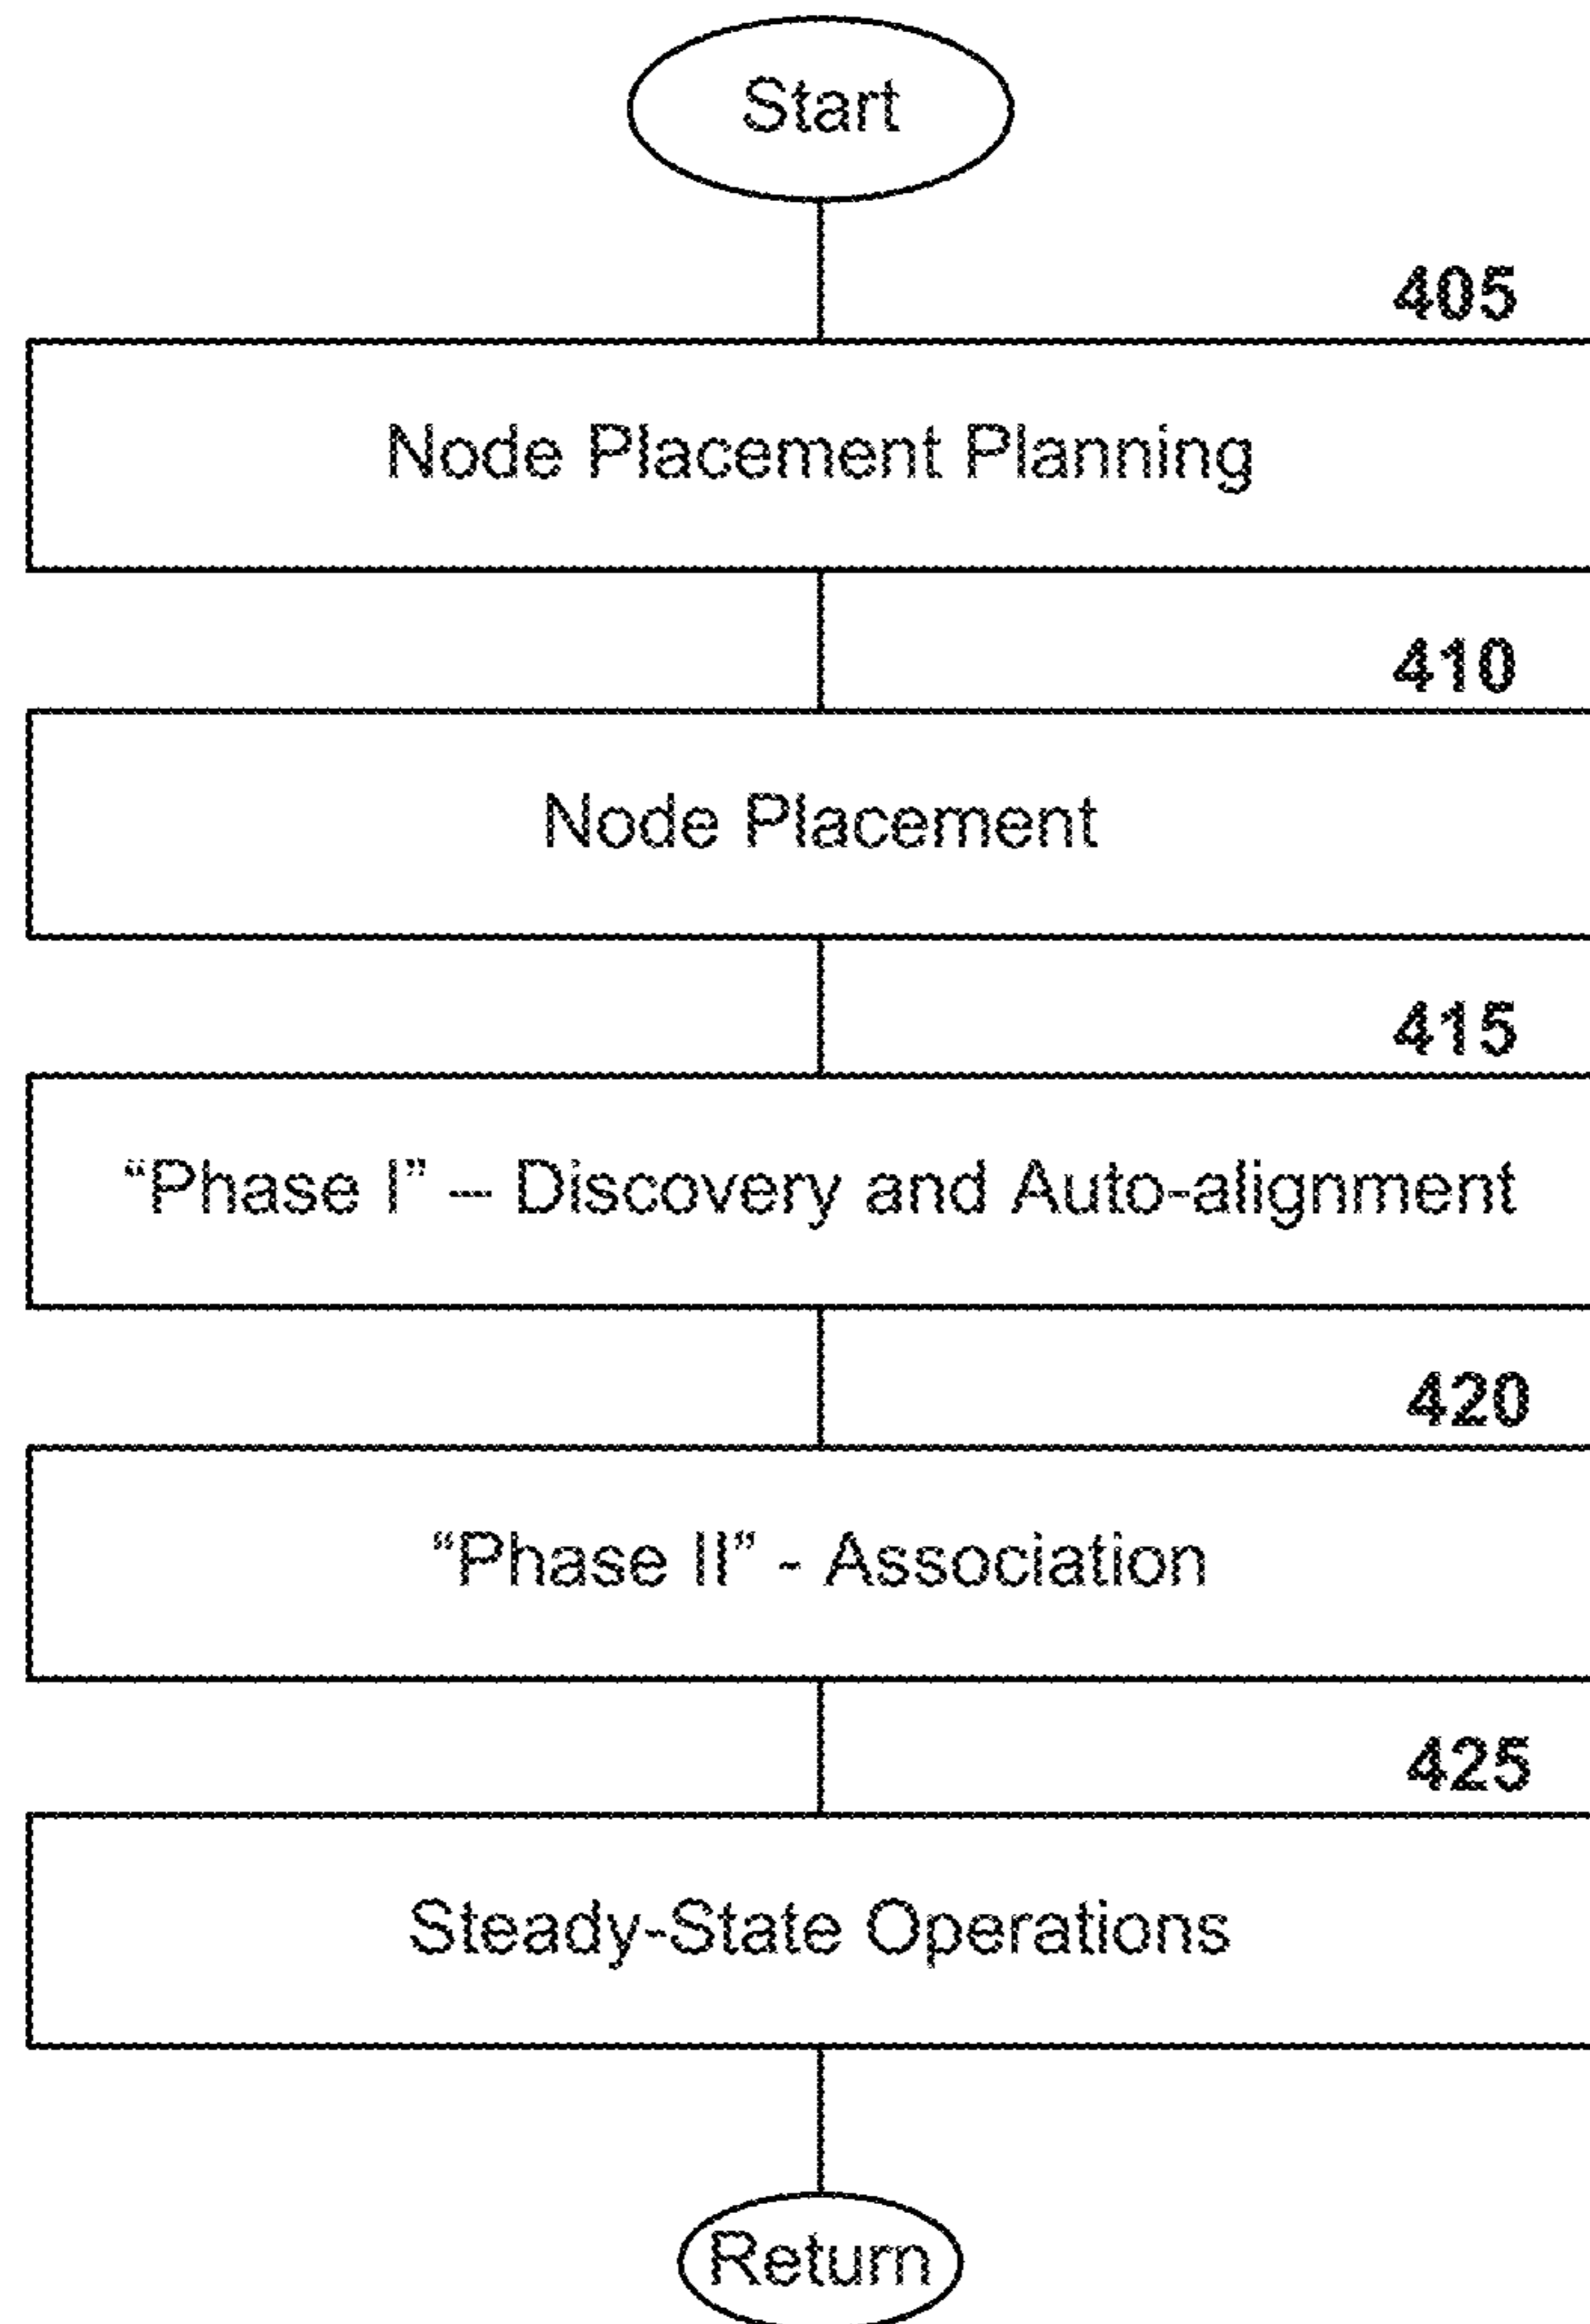 Start
405
Node Placement Planning
410
Node Placement
415
“Phase I” – Discovery and Auto-alignment
420
“Phase II” - Association
425
Steady-State Operations
Return